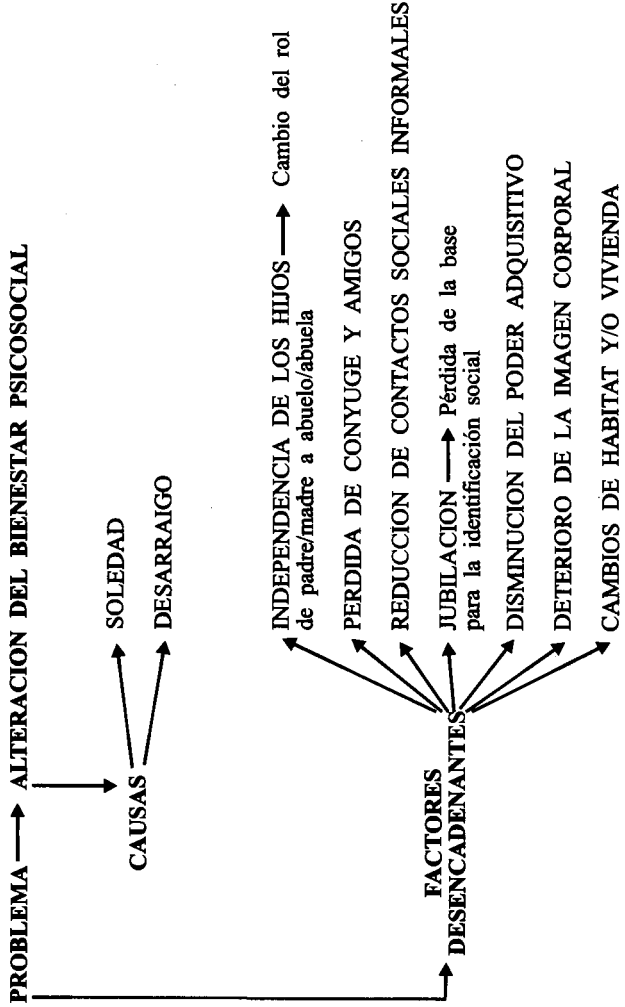 PROBLEMA ALTERACION DEL BIENESTAR PSICOSOCIAL
CAUSAS
SOLEDAD
DESARRAIGO
FACTORES
DESENCADENANTES
INDEPENDENCIA DE LOS HIJOS Cambio del rol
de padre/madre a abuelo/abuela
PERDIDA DE CONYUGE Y AMIGOS
REDUCCION DE CONTACTOS SOCIALES INFORMALES
JUBILACION Pérdida de la base
para la identificación social
DISMINUCION DEL PODER ADQUISITIVO
DETERIORO DE LA IMAGEN CORPORAL
CAMBIOS DE HABITAT Y/O VIVIENDA